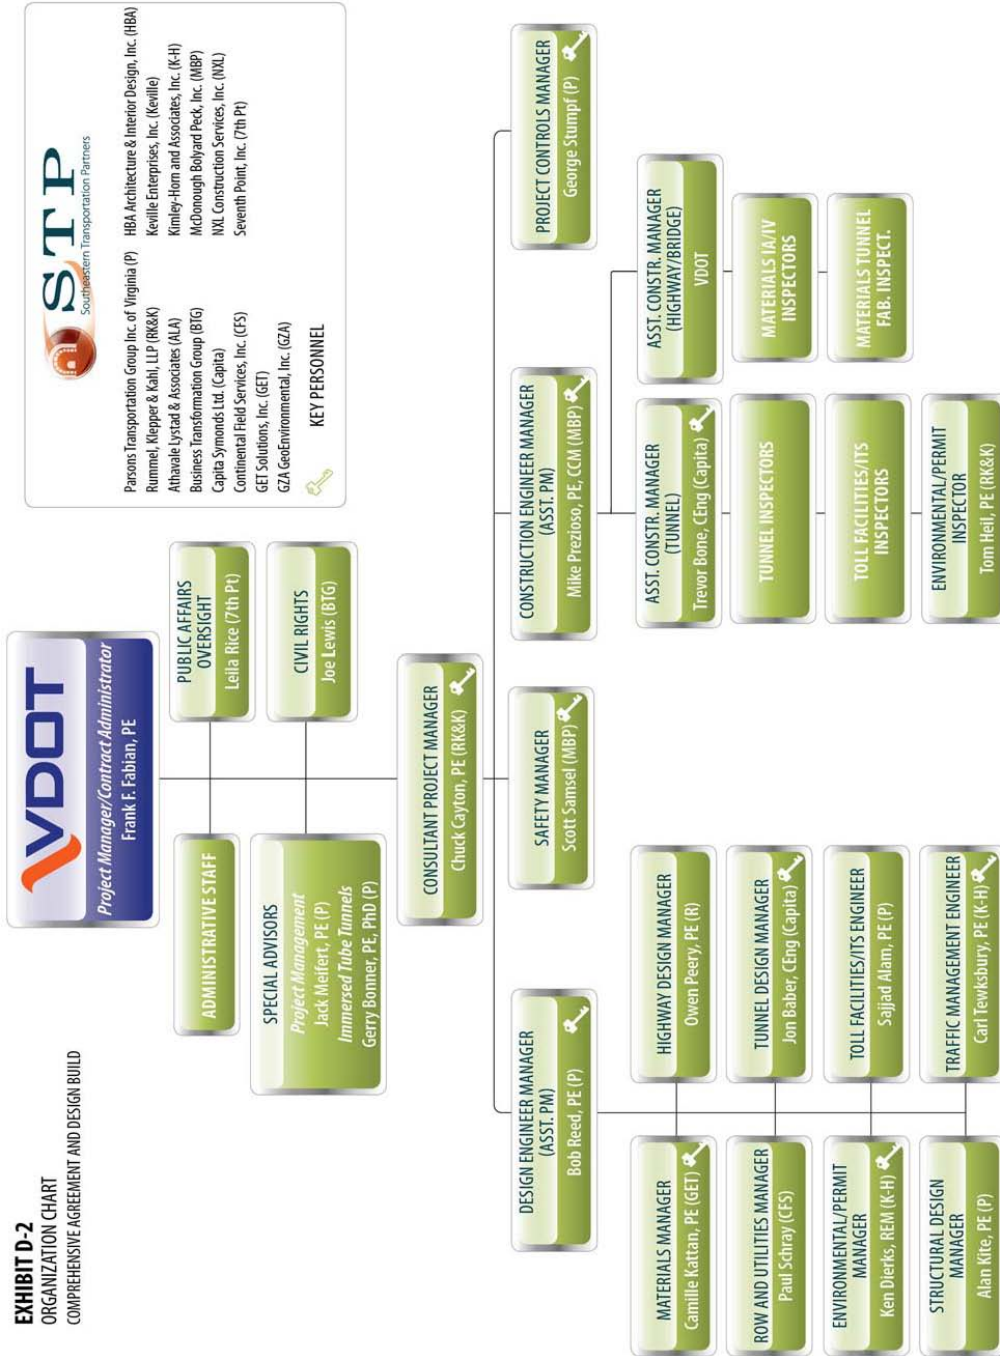 EXHIBIT D-2
ORGANIZATION CHART
COMPREHENSIVE AGREEMENT AND DESIGN BUILD
VDOT
Project Manager/Contract Administrator
Frank F. Fabian, PE
STP
Southeastern Transportation Partners
Parsons Transportation Group Inc. of Virginia (P)
Rummel, Klepper & Kahl, LLP (RK&K)
Athavale Lystad & Associates (ALA)
Business Transformation Group (BTG)
Capita Symonds Ltd. (Capita)
Continental Field Services, Inc. (CFS)
GET Solutions, Inc. (GET)
GZA GeoEnvironmental, Inc. (GZA)
HBA Architecture & Interior Design, Inc. (HBA)
Keville Enterprises, Inc. (Keville)
Kimley-Horn and Associates, Inc. (K-H)
McDonough Bolyard Peck, Inc. (MBP)
NXL Construction Services, Inc. (NXL)
Seventh Point, Inc. (7th Pt)
KEY PERSONNEL
ADMINISTRATIVE STAFF
PUBLIC AFFAIRS
OVERSIGHT
Leila Rice (7th Pt)
SPECIAL ADVISORS
Project Management
Jack Meifert, PE (P)
Immersed Tube Tunnels
Gerry Bonner, PE, PhD (P)
CIVIL RIGHTS
Joe Lewis (BTG)
CONSULTANT PROJECT MANAGER
Chuck Cayton, PE (RK&K)
DESIGN ENGINEER MANAGER
(ASST. PM)
Bob Reed, PE (P)
SAFETY MANAGER
Scott Samsel (MBP)
CONSTRUCTION ENGINEER MANAGER
(ASST. PM)
Mike Prezioso, PE, CCM (MBP)
PROJECT CONTROLS MANAGER
George Stumpf (P)
MATERIALS MANAGER
Camille Kattan, PE (GET)
HIGHWAY DESIGN MANAGER
Owen Peery, PE (R)
ROW AND UTILITIES MANAGER
Paul Schray (CFS)
TUNNEL DESIGN MANAGER
Jon Baber, CEng (Capita)
ENVIRONMENTAL/PERMIT
MANAGER
Ken Dierks, REM (K-H)
TOLL FACILITIES/ITS ENGINEER
Sajjad Alam, PE (P)
STRUCTURAL DESIGN
MANAGER
Alan Kite, PE (P)
TRAFFIC MANAGEMENT ENGINEER
Carl Tewksbury, PE (K-H)
ASST. CONSTR. MANAGER
(TUNNEL)
Trevor Bone, CEng (Capita)
TUNNEL INSPECTORS
TOLL FACILITIES/ITS
INSPECTORS
ENVIRONMENTAL/PERMIT
INSPECTOR
Tom Heil, PE (RK&K)
ASST. CONSTR. MANAGER
(HIGHWAY/BRIDGE)
VDOT
MATERIALS IA/IV
INSPECTORS
MATERIALS TUNNEL
FAB. INSPECT.